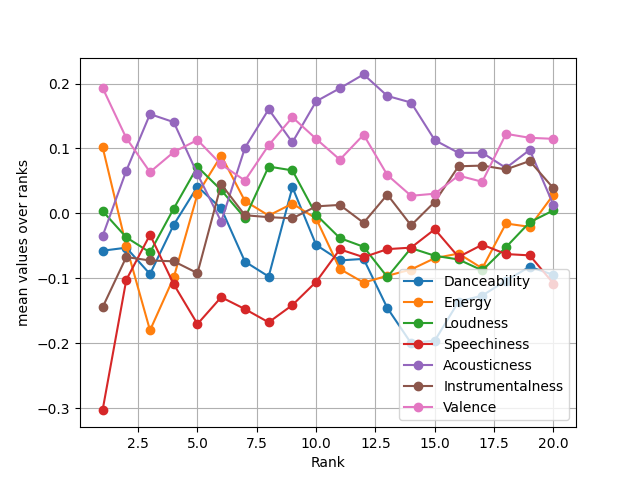 0.2
0.1
0.0
−0.1
−0.2
−0.3
mean values over ranks
2.5 5.0 7.5 10.0 12.5 15.0 17.5 20.0
Rank
Danceability
Energy
Loudness
Speechiness
Acousticness
Instrumentalness
Valence